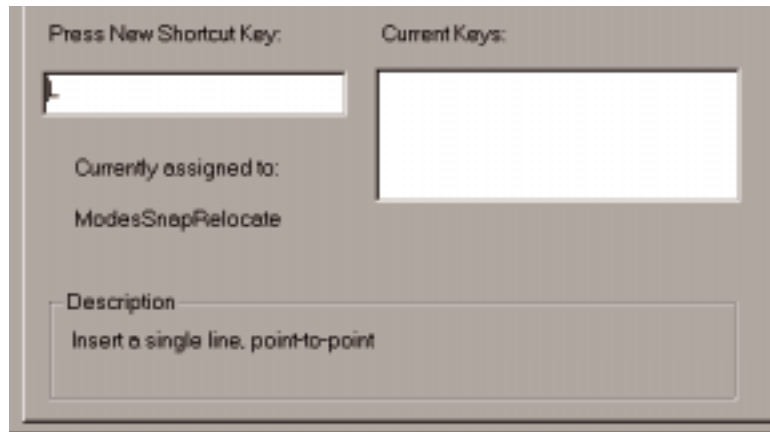 Press New Shortcut Key:
Current Keys:
L
Currently assigned to:
ModesSnapRelocate
Description
Insert a single line, point-to-point